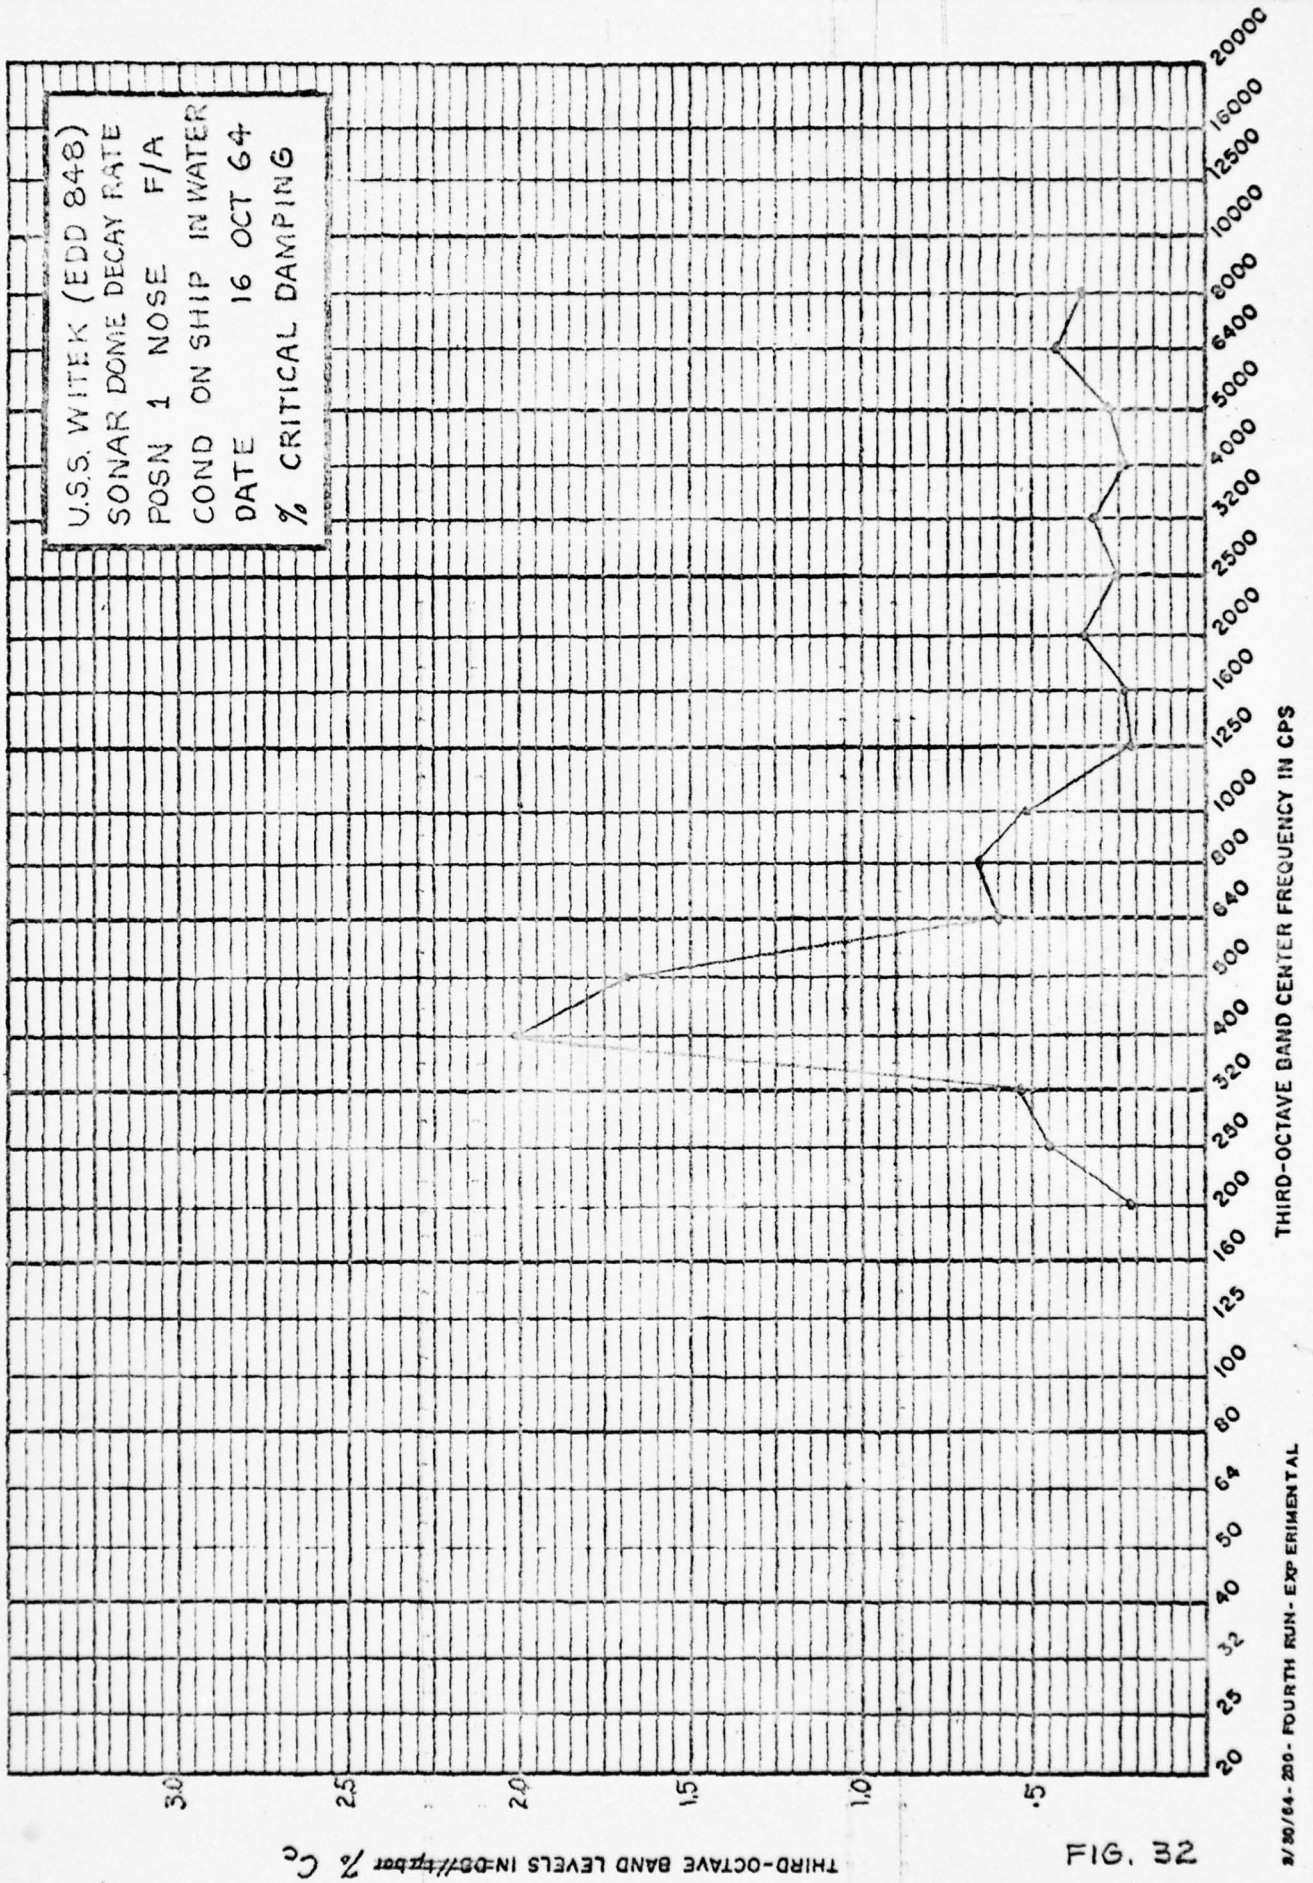 U.S.S. WITEK (EDD 848)
SONAR DOME DECAY RATE
POSN 1 NOSE F/A
COND ON SHIP IN WATER
DATE 16 OCT 64
% CRITICAL DAMPING
THIRD-OCTAVE BAND LEVELS IN % Cc
3.0
2.5
2.0
1.5
1.0
.5
20 25 32 40 50 64 80 100 125 160 200 250 320 400 500 640 800 1000 1250 1600 2000 2500 3200 4000 5000 6400 8000 10000 12500 16000 20000
THIRD-OCTAVE BAND CENTER FREQUENCY IN CPS
FIG. 32
3/30/64-200-FOURTH RUN-EXPERIMENTAL